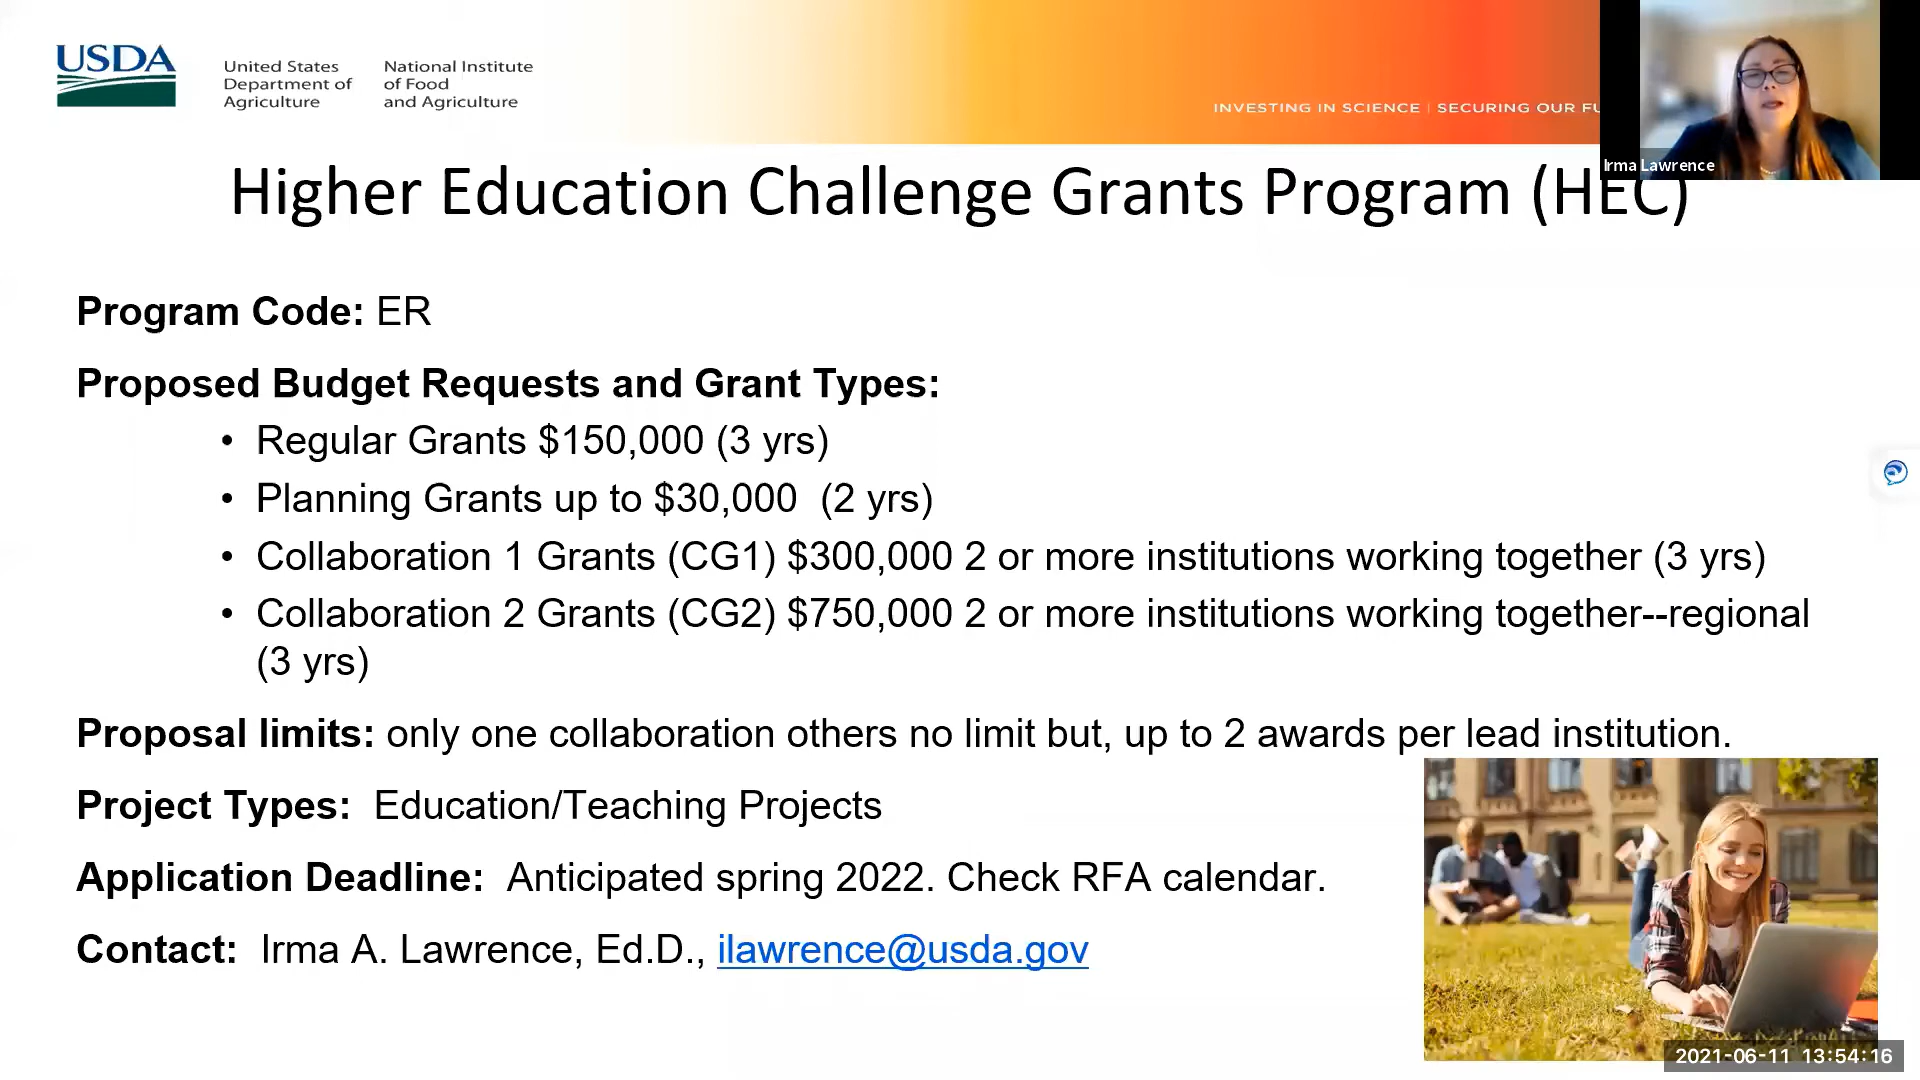 USDA
United States
Department of
Agriculture
National Institute
of Food
and Agriculture
INVESTING IN SCIENCE | SECURING OUR
Irma Lawrence
Higher Education Challenge Grants Program (HEC)
Program Code: ER
Proposed Budget Requests and Grant Types:
• Regular Grants $150,000 (3 yrs)
• Planning Grants up to $30,000 (2 yrs)
• Collaboration 1 Grants (CG1) $300,000 2 or more institutions working together (3 yrs)
• Collaboration 2 Grants (CG2) $750,000 2 or more institutions working together--regional
(3 yrs)
Proposal limits: only one collaboration others no limit but, up to 2 awards per lead institution.
Project Types: Education/Teaching Projects
Application Deadline: Anticipated spring 2022. Check RFA calendar.
Contact: Irma A. Lawrence, Ed.D., ilawrence@usda.gov
2021-06-11 13:54:16